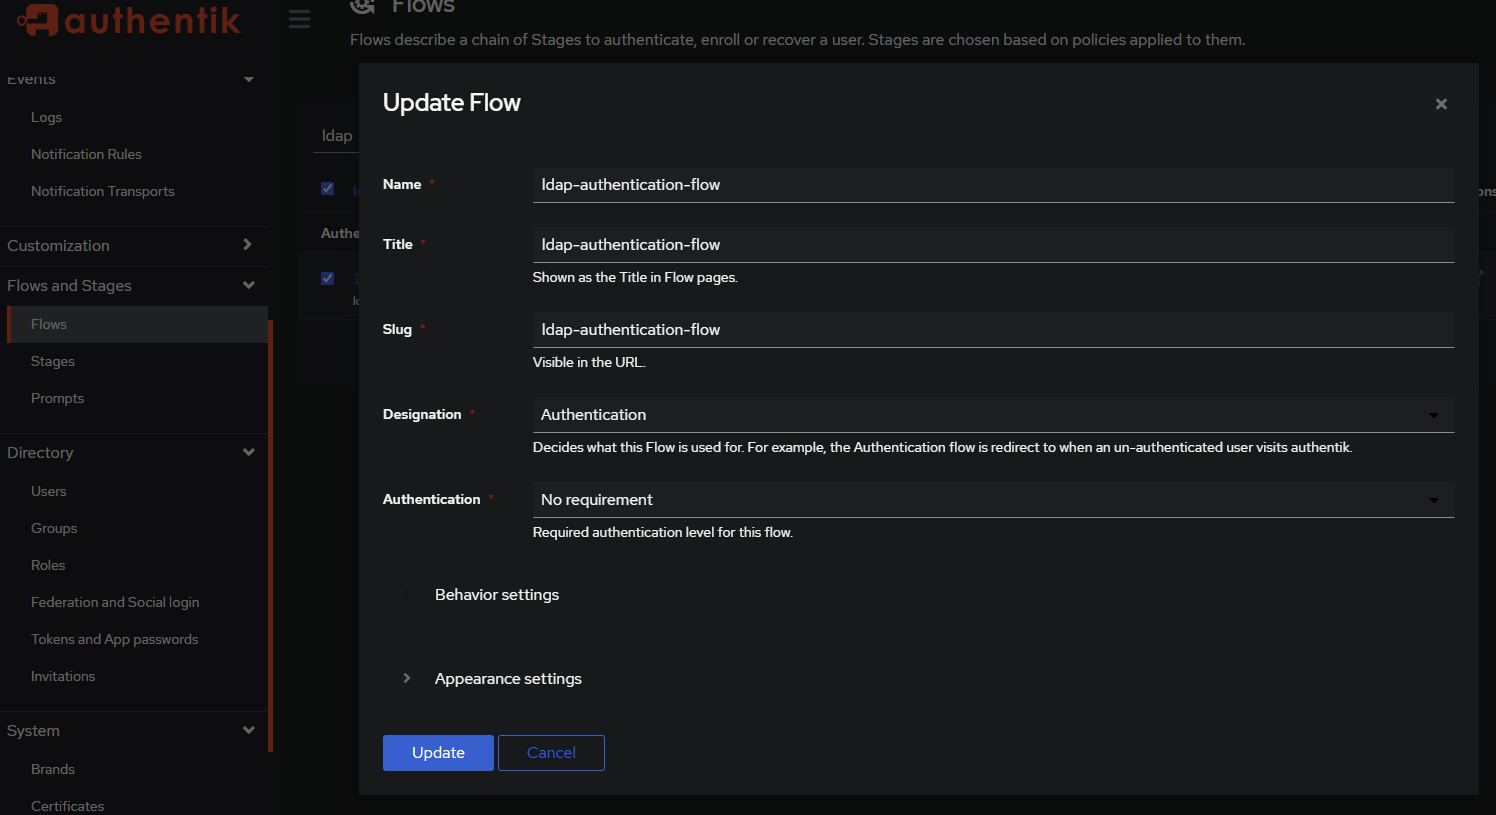 authentik
Flows
Flows describe a chain of Stages to authenticate, enroll or recover a user. Stages are chosen based on policies applied to them.
Events
Logs
Notification Rules
Notification Transports
Customization
Flows and Stages
Flows
Stages
Prompts
Directory
Users
Groups
Roles
Federation and Social login
Tokens and App passwords
Invitations
System
Brands
Certificates
ldap
Authe
ons
Update Flow
Name *
ldap-authentication-flow
Title *
ldap-authentication-flow
Shown as the Title in Flow pages.
Slug *
ldap-authentication-flow
Visible in the URL.
Designation *
Authentication
Decides what this Flow is used for. For example, the Authentication flow is redirect to when an un-authenticated user visits authentik.
Authentication *
No requirement
Required authentication level for this flow.
Behavior settings
Appearance settings
Update
Cancel